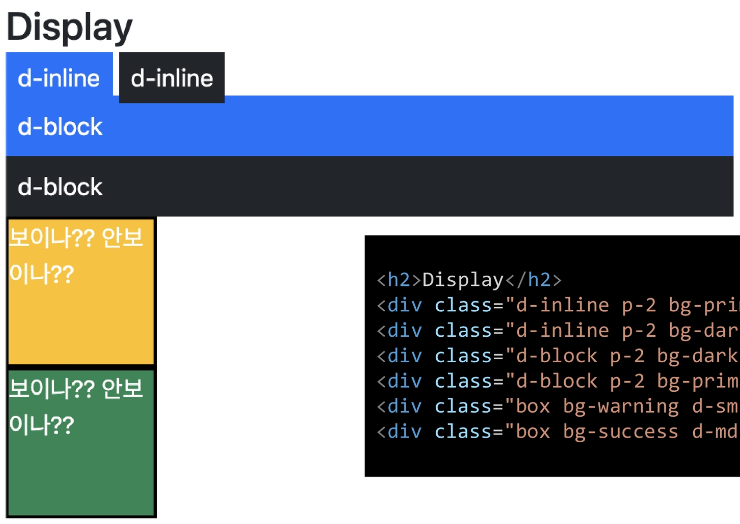 Display
d-inline d-inline
d-block
d-block
보이나?? 안보
이나??
보이나?? 안보
이나??
<h2>Display</h2>
<div class="d-inline p-2 bg-pri
<div class="d-inline p-2 bg-dar
<div class="d-block p-2 bg-dark
<div class="d-block p-2 bg-prim
<div class="box bg-warning d-sm
<div class="box bg-success d-md